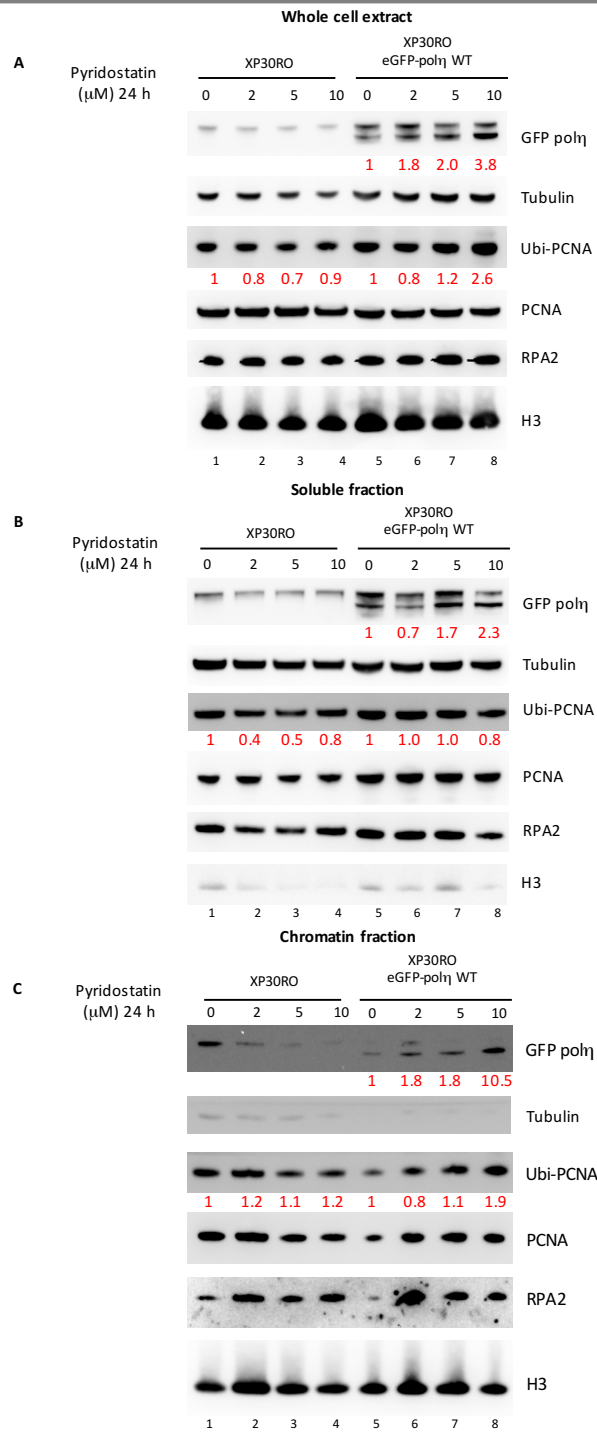 Whole cell extract
A
Pyridostatin
(μM) 24 h
XP30RO
XP30RO
eGFP-polη WT
0 2 5 10 0 2 5 10
GFP polη
1 1.8 2.0 3.8
Tubulin
Ubi-PCNA
1 0.8 0.7 0.9 1 0.8 1.2 2.6
PCNA
RPA2
H3
1 2 3 4 5 6 7 8
Soluble fraction
B
Pyridostatin
(μM) 24 h
XP30RO
XP30RO
eGFP-polη WT
0 2 5 10 0 2 5 10
GFP polη
1 0.7 1.7 2.3
Tubulin
Ubi-PCNA
1 0.4 0.5 0.8 1 1.0 1.0 0.8
PCNA
RPA2
H3
1 2 3 4 5 6 7 8
Chromatin fraction
C
Pyridostatin
(μM) 24 h
XP30RO
XP30RO
eGFP-polη WT
0 2 5 10 0 2 5 10
GFP polη
1 1.8 1.8 10.5
Tubulin
Ubi-PCNA
1 1.2 1.1 1.2 1 0.8 1.1 1.9
PCNA
RPA2
H3
1 2 3 4 5 6 7 8